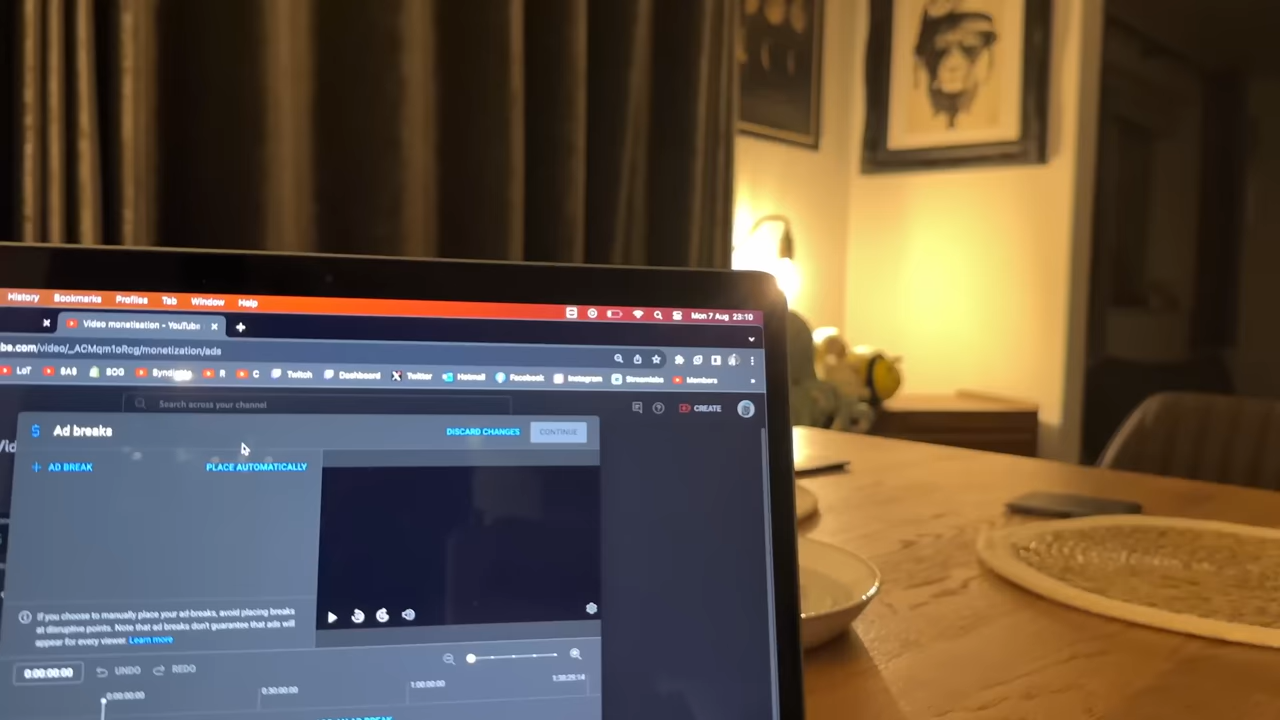 History Bookmarks Profiles Tab Window Help Mon 7 Aug 23:10
Video monetisation - YouTube
be.com/video/_ACMqm1oRcg/monetization/ads
LoT SAS Twitch Dashboard Twitter Hotmail Facebook Instagram Streamlabs Members
Search across your channel CREATE
Ad breaks DISCARD CHANGES CONTINUE
+ AD BREAK PLACE AUTOMATICALLY
If you choose to manually place your ad-breaks, avoid placing breaks
at disruptive points. Note that ad breaks don't guarantee that ads will
appear for every viewer. Learn more
0:00:00:00 UNDO REDO
0:00:00:00 0:30:00:00 1:00:00:00
AD BREAK